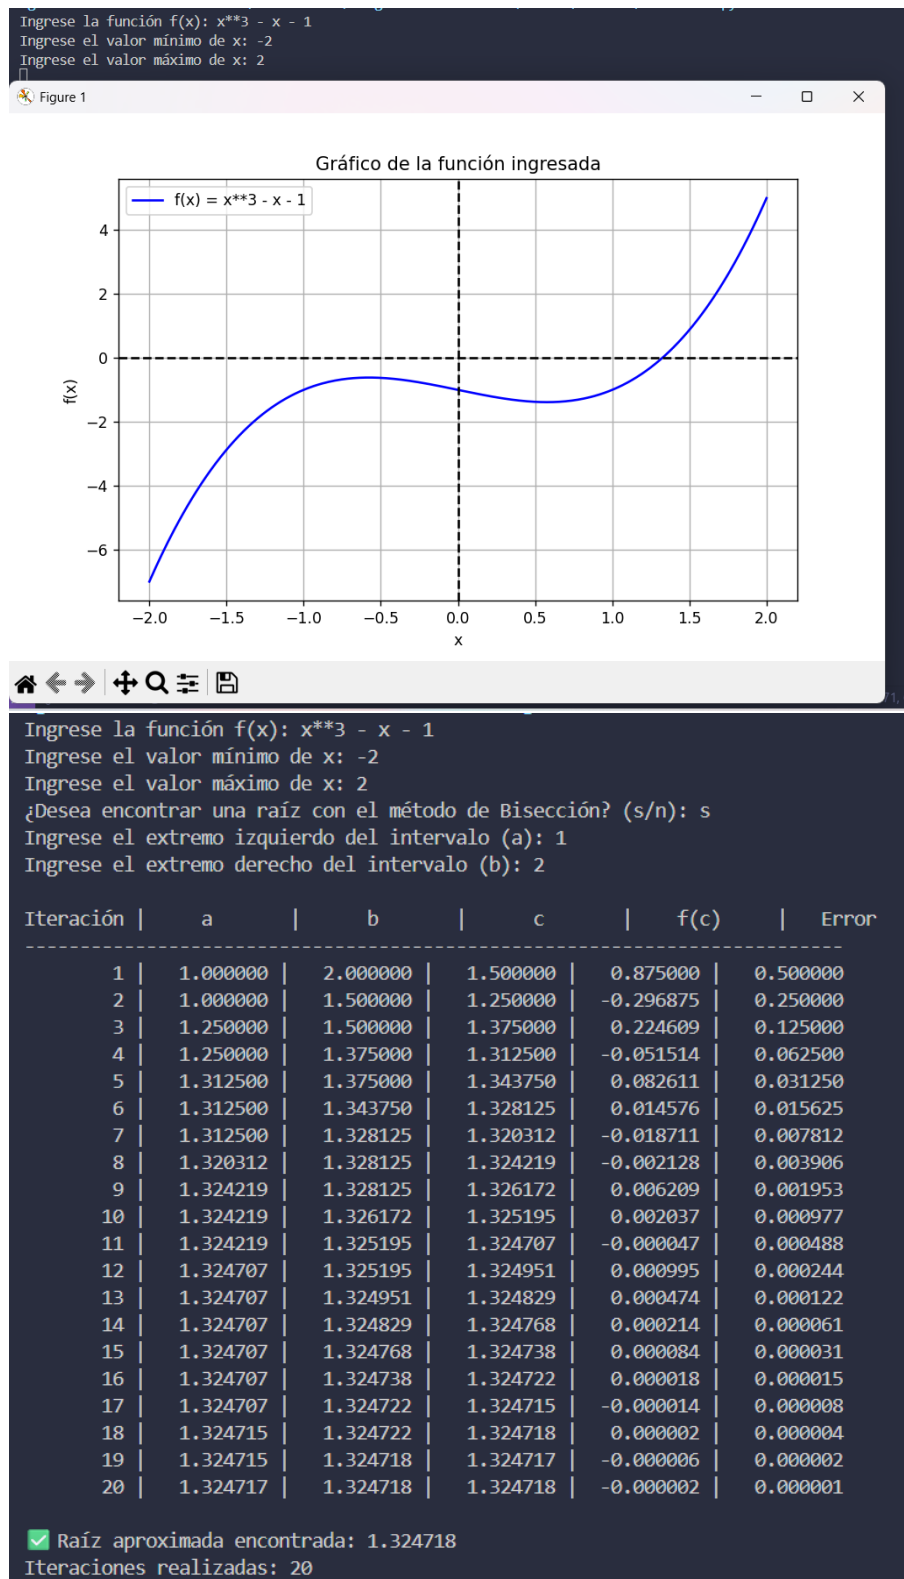 Ingrese la función f(x): x**3 - x - 1
Ingrese el valor mínimo de x: -2
Ingrese el valor máximo de x: 2
Figure 1
Gráfico de la función ingresada
f(x) = x**3 - x - 1
4
2
0
−2
−4
−6
f(x)
−2.0 −1.5 −1.0 −0.5 0.0 0.5 1.0 1.5 2.0
x
71,
Ingrese la función f(x): x**3 - x - 1
Ingrese el valor mínimo de x: -2
Ingrese el valor máximo de x: 2
¿Desea encontrar una raíz con el método de Bisección? (s/n): s
Ingrese el extremo izquierdo del intervalo (a): 1
Ingrese el extremo derecho del intervalo (b): 2
Iteración | a | b | c | f(c) | Error
--------------------------------------------------------------------------
1 | 1.000000 | 2.000000 | 1.500000 | 0.875000 | 0.500000
2 | 1.000000 | 1.500000 | 1.250000 | -0.296875 | 0.250000
3 | 1.250000 | 1.500000 | 1.375000 | 0.224609 | 0.125000
4 | 1.250000 | 1.375000 | 1.312500 | -0.051514 | 0.062500
5 | 1.312500 | 1.375000 | 1.343750 | 0.082611 | 0.031250
6 | 1.312500 | 1.343750 | 1.328125 | 0.014576 | 0.015625
7 | 1.312500 | 1.328125 | 1.320312 | -0.018711 | 0.007812
8 | 1.320312 | 1.328125 | 1.324219 | -0.002128 | 0.003906
9 | 1.324219 | 1.328125 | 1.326172 | 0.006209 | 0.001953
10 | 1.324219 | 1.326172 | 1.325195 | 0.002037 | 0.000977
11 | 1.324219 | 1.325195 | 1.324707 | -0.000047 | 0.000488
12 | 1.324707 | 1.325195 | 1.324951 | 0.000995 | 0.000244
13 | 1.324707 | 1.324951 | 1.324829 | 0.000474 | 0.000122
14 | 1.324707 | 1.324829 | 1.324768 | 0.000214 | 0.000061
15 | 1.324707 | 1.324768 | 1.324738 | 0.000084 | 0.000031
16 | 1.324707 | 1.324738 | 1.324722 | 0.000018 | 0.000015
17 | 1.324707 | 1.324722 | 1.324715 | -0.000014 | 0.000008
18 | 1.324715 | 1.324722 | 1.324718 | 0.000002 | 0.000004
19 | 1.324715 | 1.324718 | 1.324717 | -0.000006 | 0.000002
20 | 1.324717 | 1.324718 | 1.324718 | -0.000002 | 0.000001
✅ Raíz aproximada encontrada: 1.324718
Iteraciones realizadas: 20